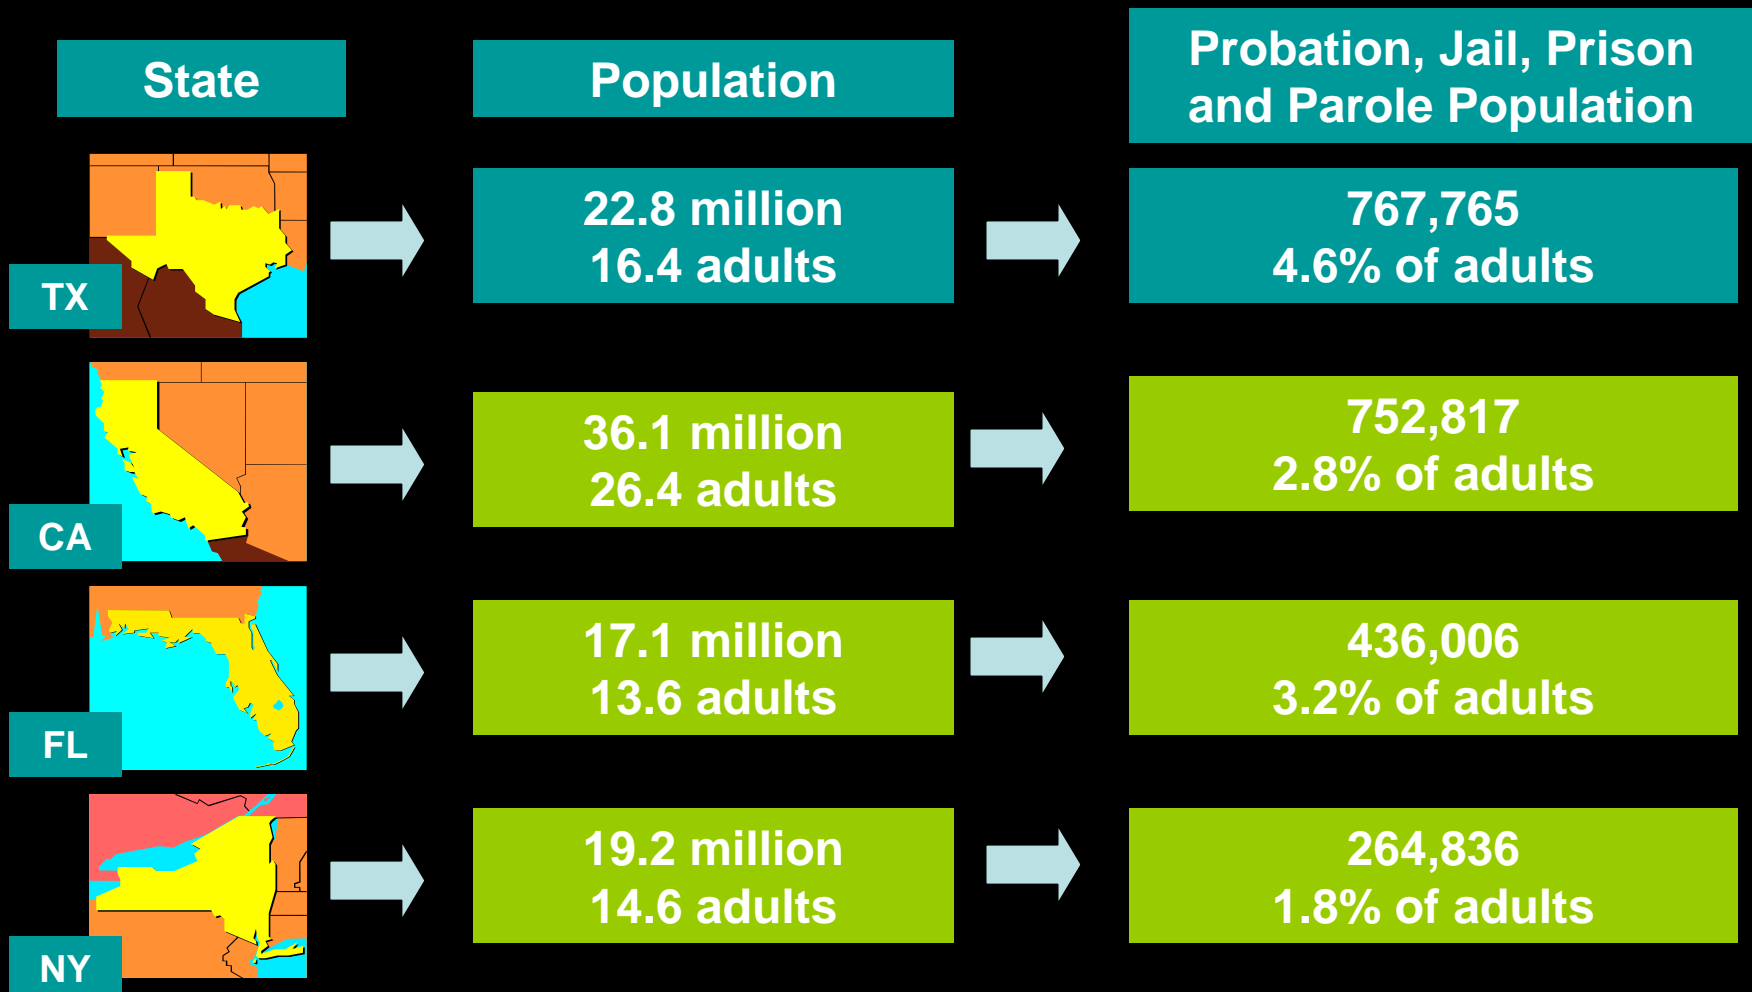 State
Population
Probation, Jail, Prison
and Parole Population
TX
22.8 million
16.4 adults
767,765
4.6% of adults
CA
36.1 million
26.4 adults
752,817
2.8% of adults
FL
17.1 million
13.6 adults
436,006
3.2% of adults
NY
19.2 million
14.6 adults
264,836
1.8% of adults